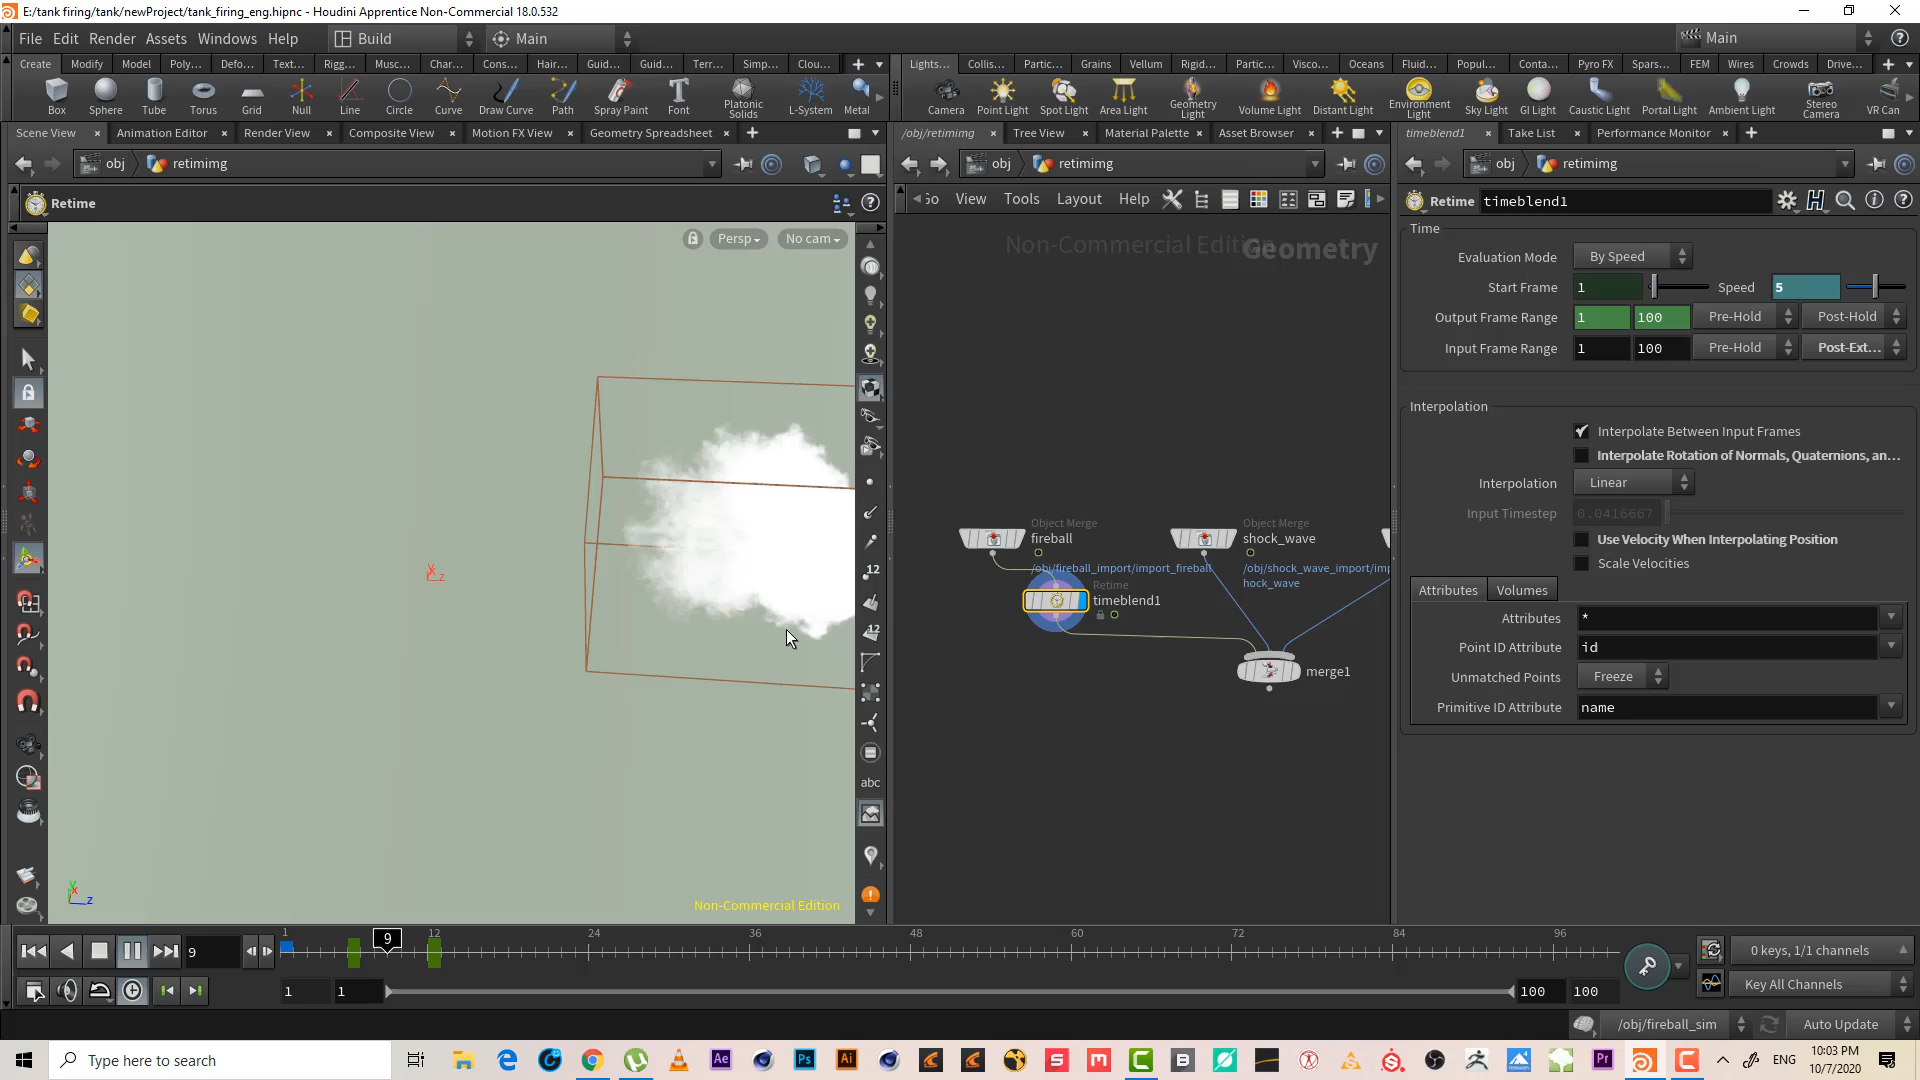 E:/tank firing/tank/newProject/tank_firing_eng.hipnc - Houdini Apprentice Non-Commercial 18.0.532
File Edit Render Assets Windows Help Build Main Main
Create Modify Model Poly... Defo... Text... Rigg... Musc... Char... Cons... Hair... Guid... Guid... Terr... Simp... Clou... Lights... Collis... Partic... Grains Vellum Rigid... Partic... Visco... Oceans Fluid... Popul... Conta... Pyro FX Spars... FEM Wires Crowds Drive...
Box Sphere Tube Torus Grid Null Line Circle Curve Draw Curve Path Spray Paint Font Platonic Solids L-System Metal Camera Point Light Spot Light Area Light Geometry Light Volume Light Distant Light Environment Light Sky Light GI Light Caustic Light Portal Light Ambient Light Stereo Camera VR Can
Scene View Animation Editor Render View Composite View Motion FX View Geometry Spreadsheet /obj/retimimg Tree View Material Palette Asset Browser timeblend1 Take List Performance Monitor
obj retimimg obj retimimg obj retimimg
Retime View Tools Layout Help Retime timeblend1
Persp No cam
Non-Commercial Edition
Geometry
Time
Evaluation Mode By Speed
Start Frame 1 Speed 5
Output Frame Range 1 100 Pre-Hold Post-Hold
Input Frame Range 1 100 Pre-Hold Post-Ext...
Interpolation
Interpolate Between Input Frames
Interpolate Rotation of Normals, Quaternions, an...
Interpolation Linear
Input Timestep 0.0416667
Use Velocity When Interpolating Position
Scale Velocities
Attributes Volumes
Attributes *
Point ID Attribute id
Unmatched Points Freeze
Primitive ID Attribute name
Object Merge
fireball
/obj/fireball_import/import_fireball
Object Merge
shock_wave
/obj/shock_wave_import/imp
hock_wave
Retime
timeblend1
merge1
12
12
abc
y z
y x z
Non-Commercial Edition
9 1 9 12 24 36 48 60 72 84 96 0 keys, 1/1 channels
1 1 100 100 Key All Channels
/obj/fireball_sim Auto Update
Type here to search
ENG
10:03 PM
10/7/2020